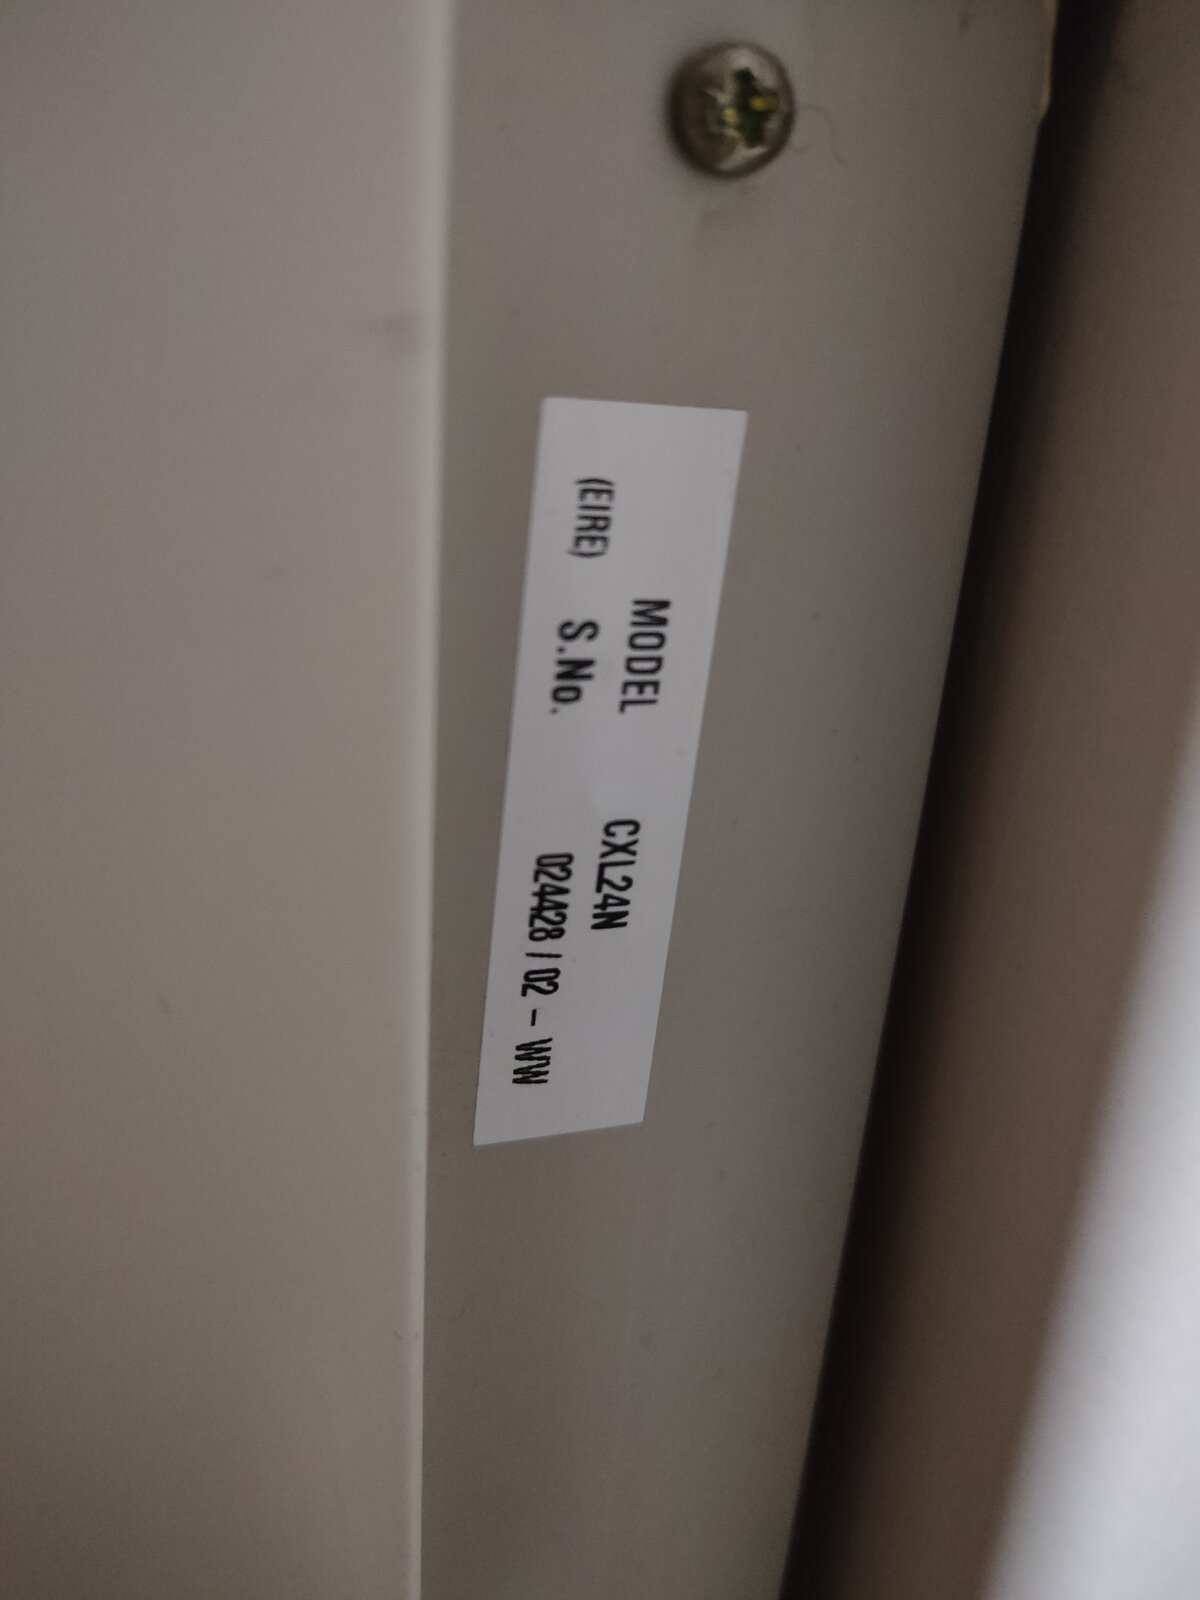 MODEL CXL24N
(EIRE) S.No. 024428 / 02 - WW